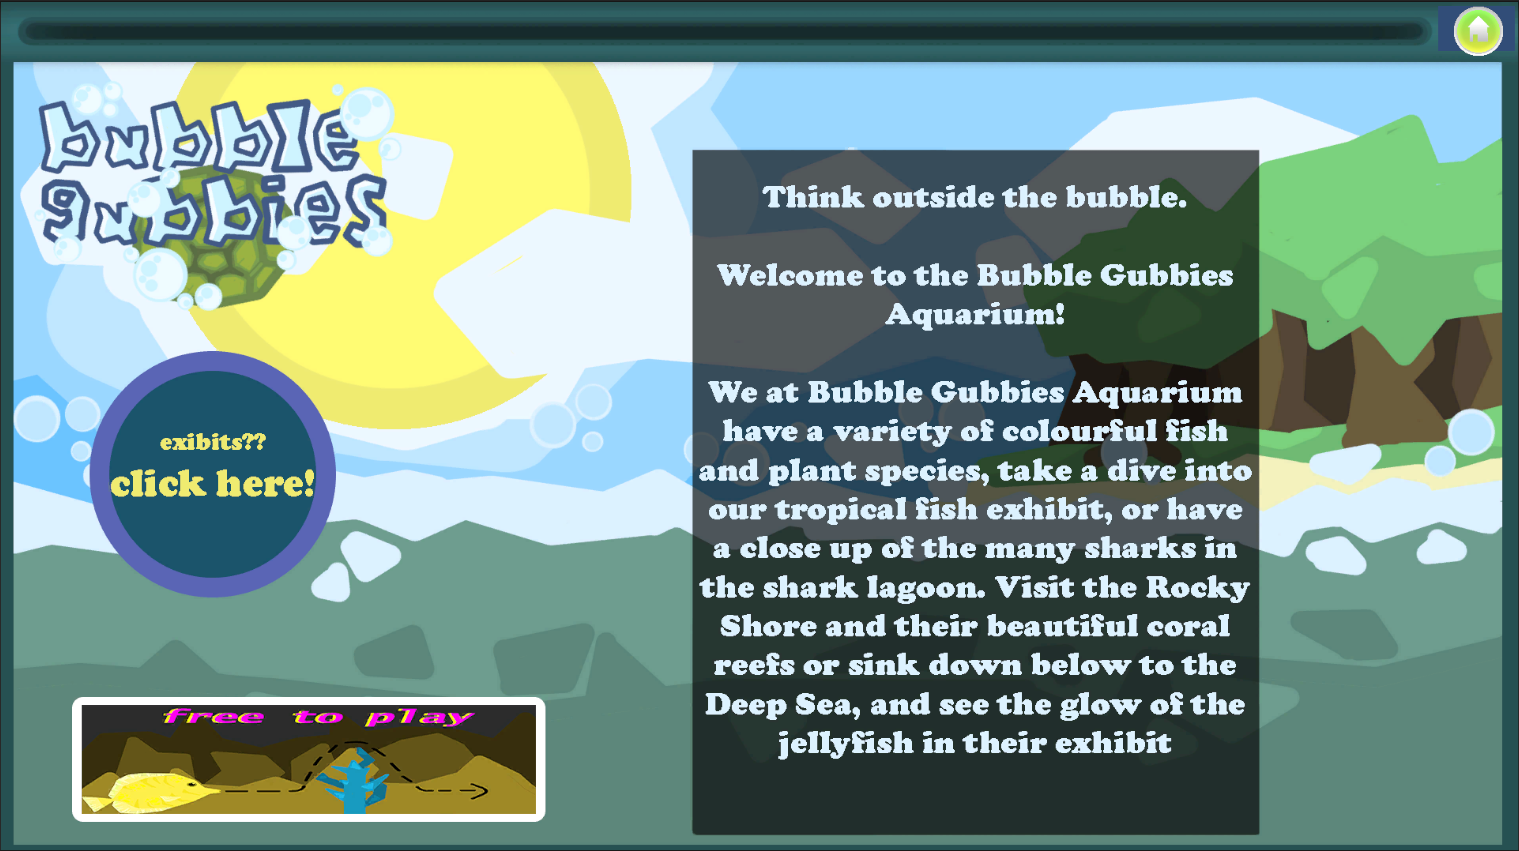 bubble
gubbies
Think outside the bubble.
Welcome to the Bubble Gubbies
Aquarium!
We at Bubble Gubbies Aquarium
have a variety of colourful fish
and plant species, take a dive into
our tropical fish exhibit, or have
a close up of the many sharks in
the shark lagoon. Visit the Rocky
Shore and their beautiful coral
reefs or sink down below to the
Deep Sea, and see the glow of the
jellyfish in their exhibit
exibits??
click here!
free to play